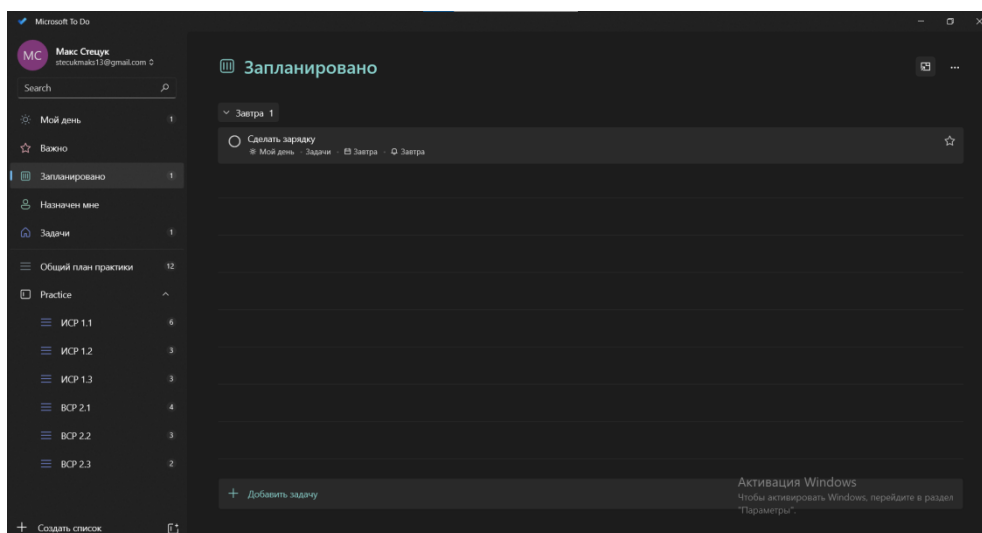 Microsoft To Do
МС
Макс Стецук
stecukmaks13@gmail.com
Search
Мой день 1
Важно
Запланировано 1
Назначен мне
Задачи 1
Общий план практики 12
Practice
ИСР 1.1 6
ИСР 1.2 3
ИСР 1.3 3
ВСР 2.1 4
ВСР 2.2 3
ВСР 2.3 2
Создать список
Запланировано
Завтра 1
Сделать зарядку
Мой день Задачи Завтра Завтра
Добавить задачу
Активация Windows
Чтобы активировать Windows, перейдите в раздел
"Параметры".